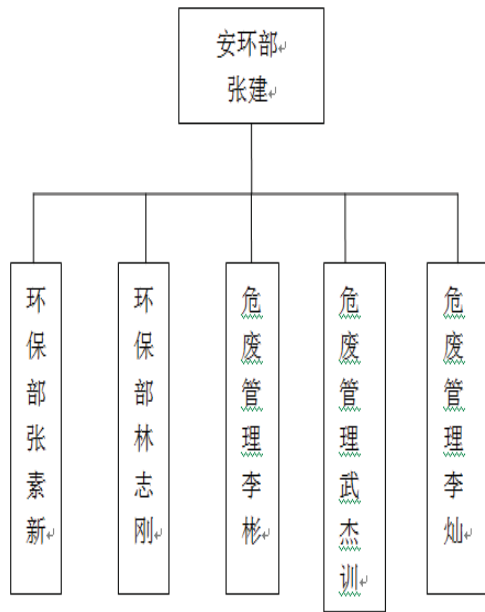 安环部
张建
环保部张素新
环保部林志刚
危废管理李彬
危废管理武杰训
危废管理李灿